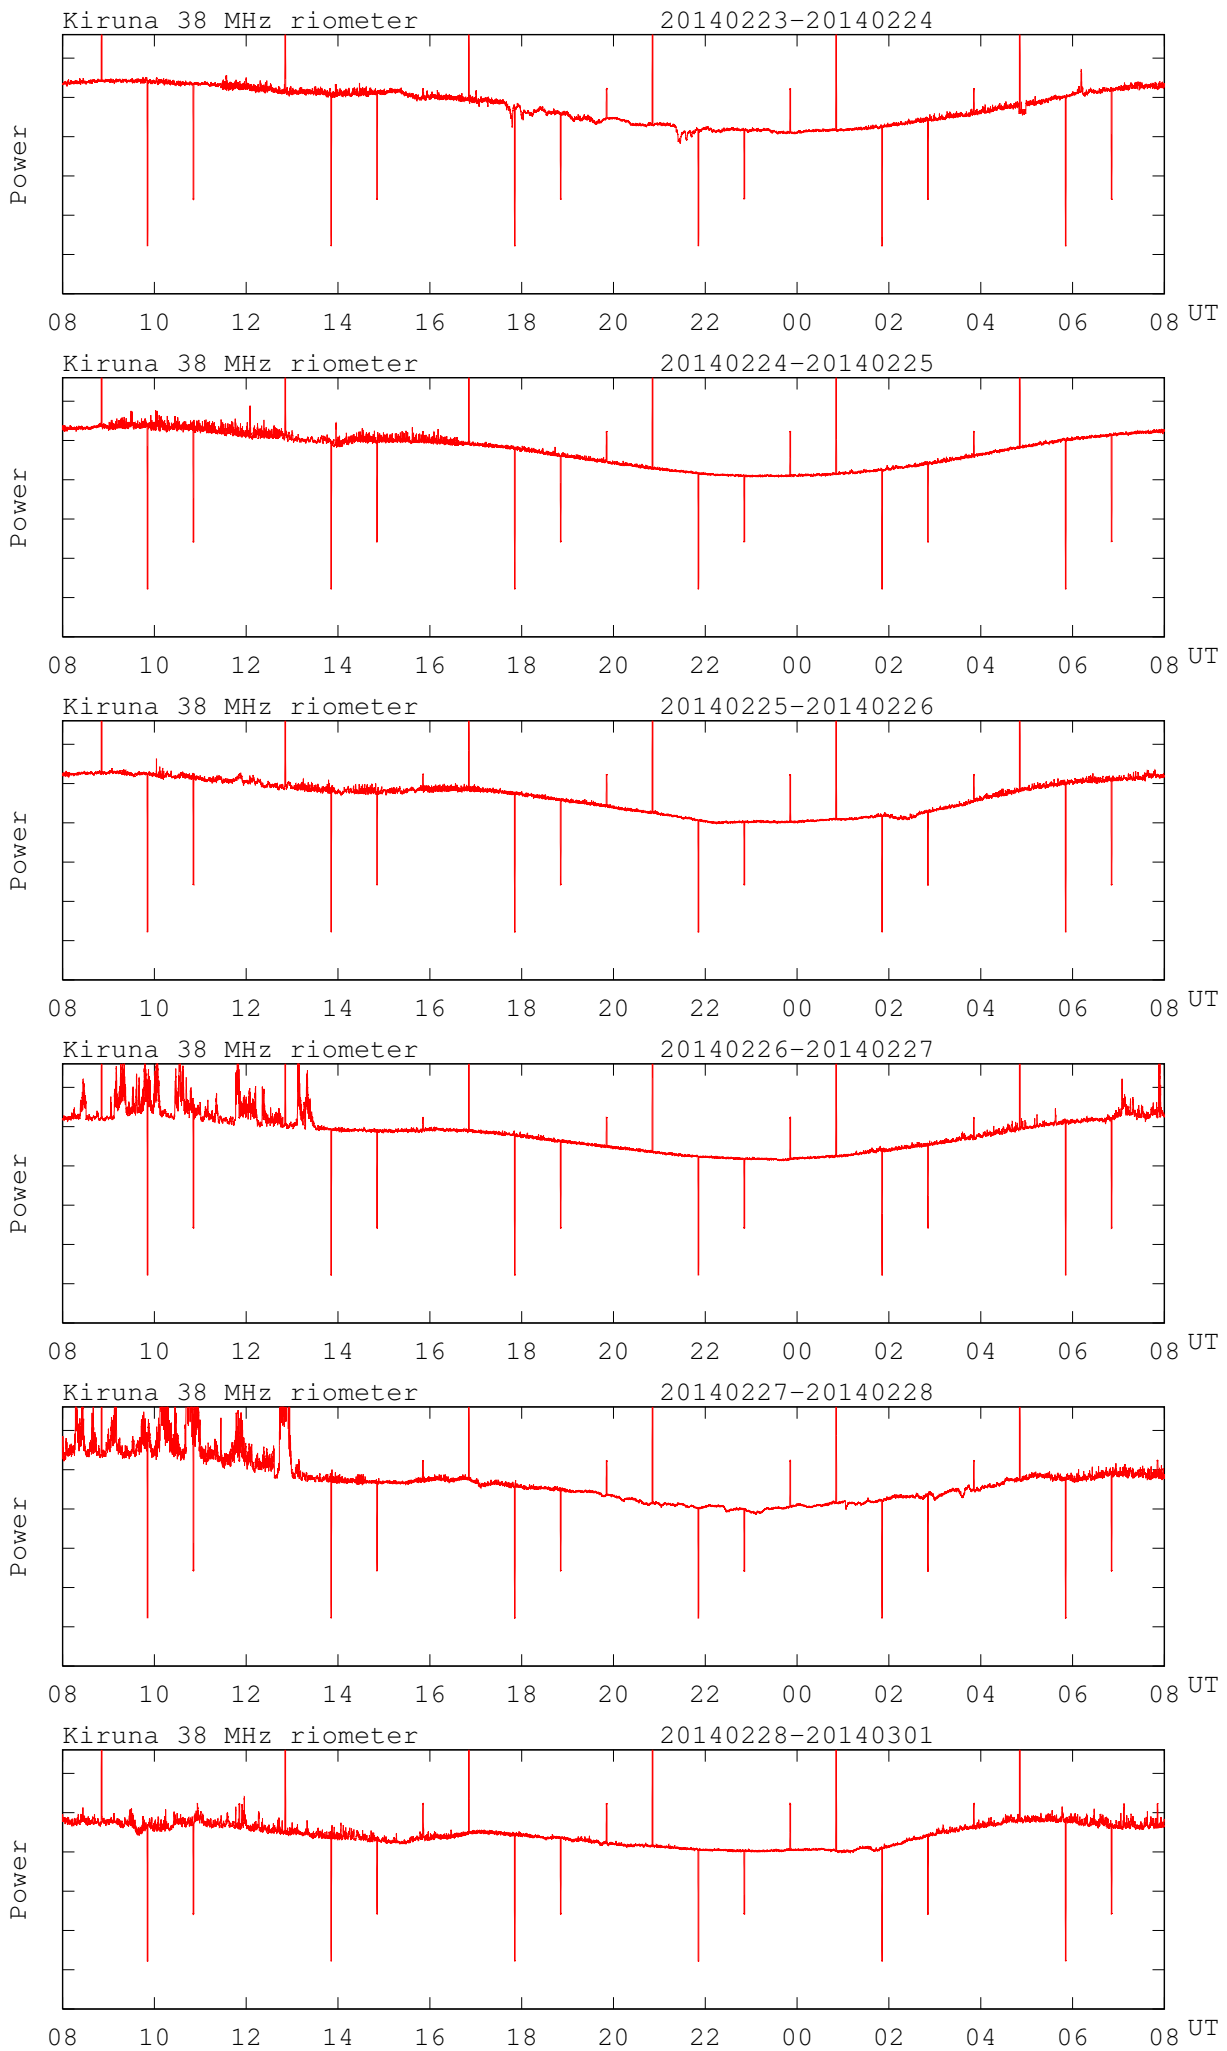 Kiruna 38 MHz riometer 20140223-20140224
Power
08 10 12 14 16 18 20 22 00 02 04 06 08 UT
Kiruna 38 MHz riometer 20140224-20140225
Power
08 10 12 14 16 18 20 22 00 02 04 06 08 UT
Kiruna 38 MHz riometer 20140225-20140226
Power
08 10 12 14 16 18 20 22 00 02 04 06 08 UT
Kiruna 38 MHz riometer 20140226-20140227
Power
08 10 12 14 16 18 20 22 00 02 04 06 08 UT
Kiruna 38 MHz riometer 20140227-20140228
Power
08 10 12 14 16 18 20 22 00 02 04 06 08 UT
Kiruna 38 MHz riometer 20140228-20140301
Power
08 10 12 14 16 18 20 22 00 02 04 06 08 UT